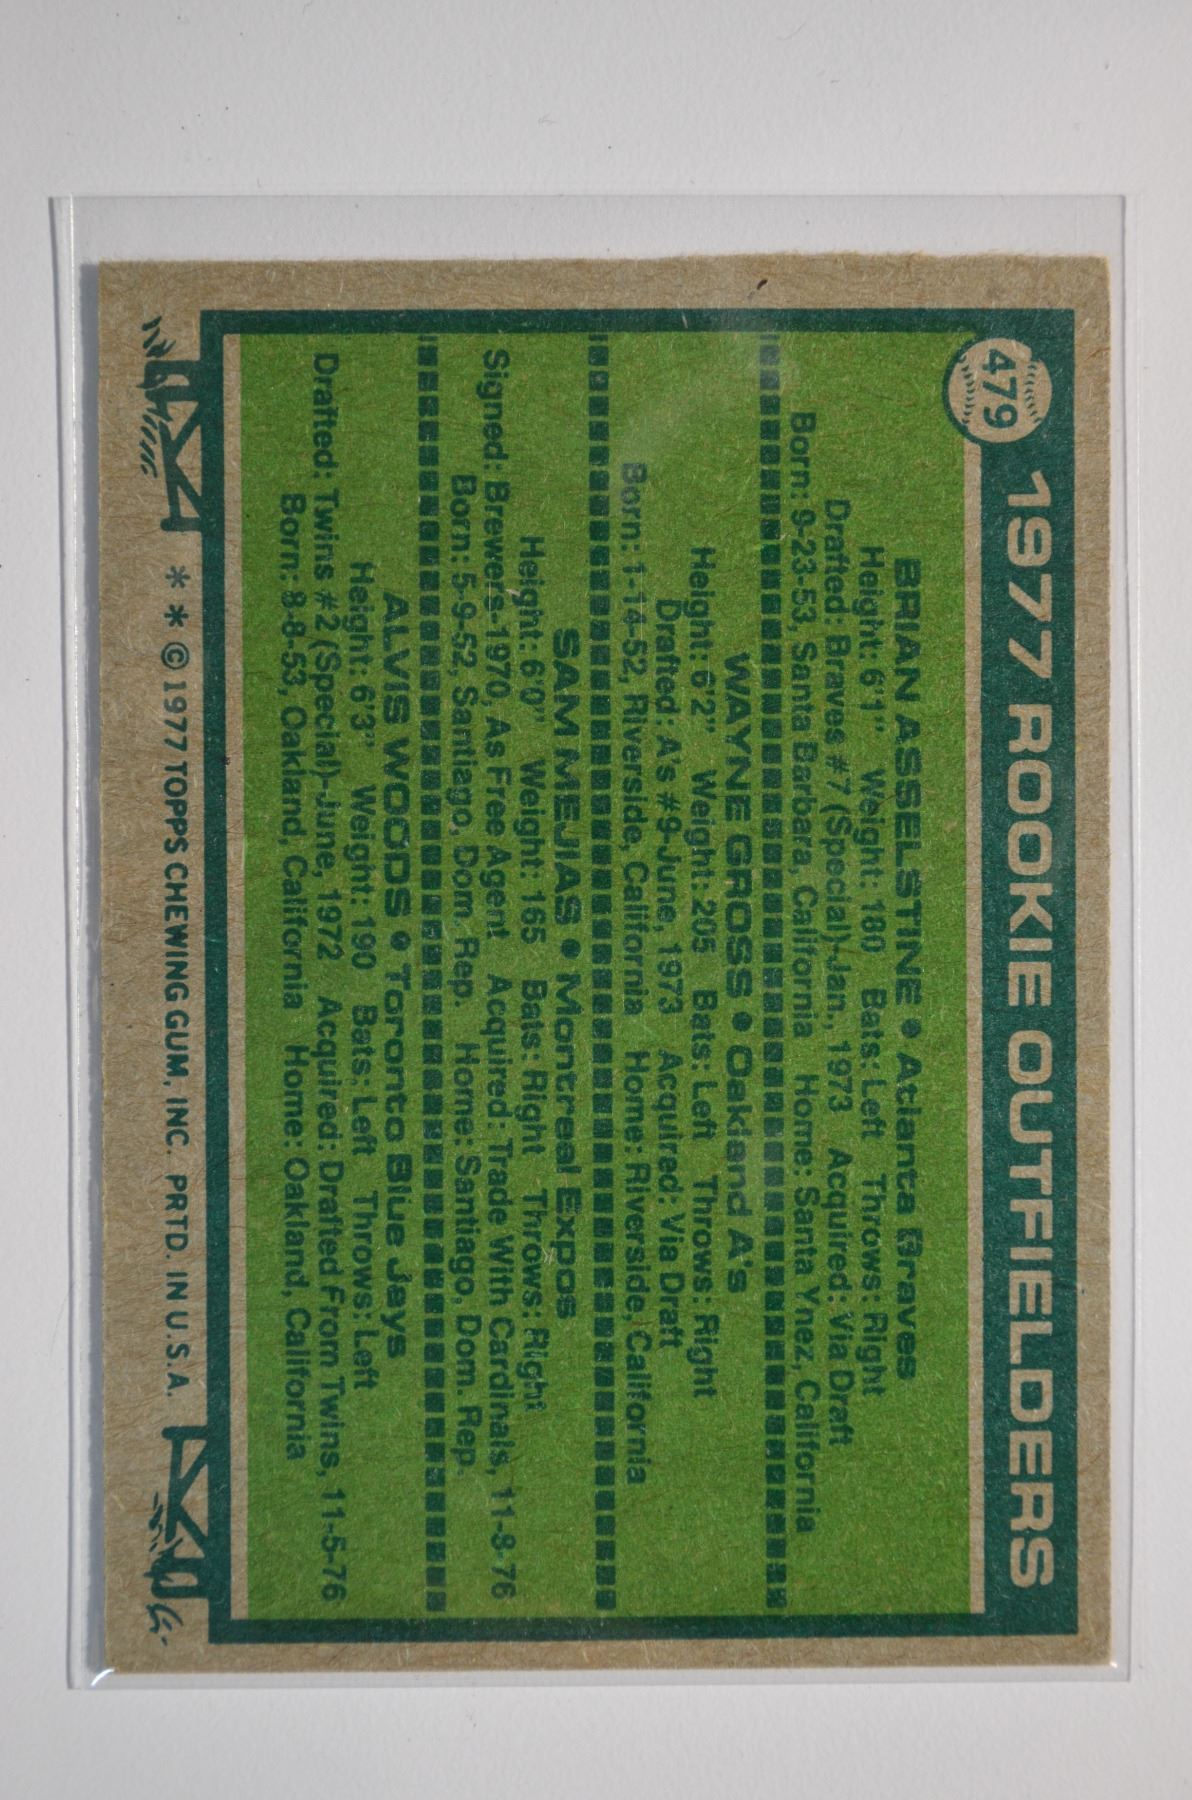 479
1977 ROOKIE OUTFIELDERS
BRIAN ASSELSTINE • Atlanta Braves
Height: 6'1" Weight: 180 Bats: Left Throws: Right
Drafted: Braves #7 (Special)-Jan., 1973 Acquired: Via Draft
Born: 9-23-53, Santa Barbara, California Home: Santa Ynez, California
WAYNE GROSS • Oakland A's
Height: 6'2" Weight: 205 Bats: Left Throws: Right
Drafted: A's #9-June, 1973 Acquired: Via Draft
Born: 1-14-52, Riverside, California Home: Riverside, California
SAM MEJIAS • Montreal Expos
Height: 6'0" Weight: 165 Bats: Right Throws: Right
Signed: Brewers-1970, As Free Agent Acquired: Trade With Cardinals, 11-8-76
Born: 5-9-52, Santiago, Dom. Rep. Home: Santiago, Dom. Rep.
ALVIS WOODS • Toronto Blue Jays
Height: 6'3" Weight: 190 Bats: Left Throws: Left
Drafted: Twins #2 (Special)-June, 1972 Acquired: Drafted From Twins, 11-5-76
Born: 8-8-53, Oakland, California Home: Oakland, California
* * © 1977 TOPPS CHEWING GUM, INC. PRTD. IN U.S.A.